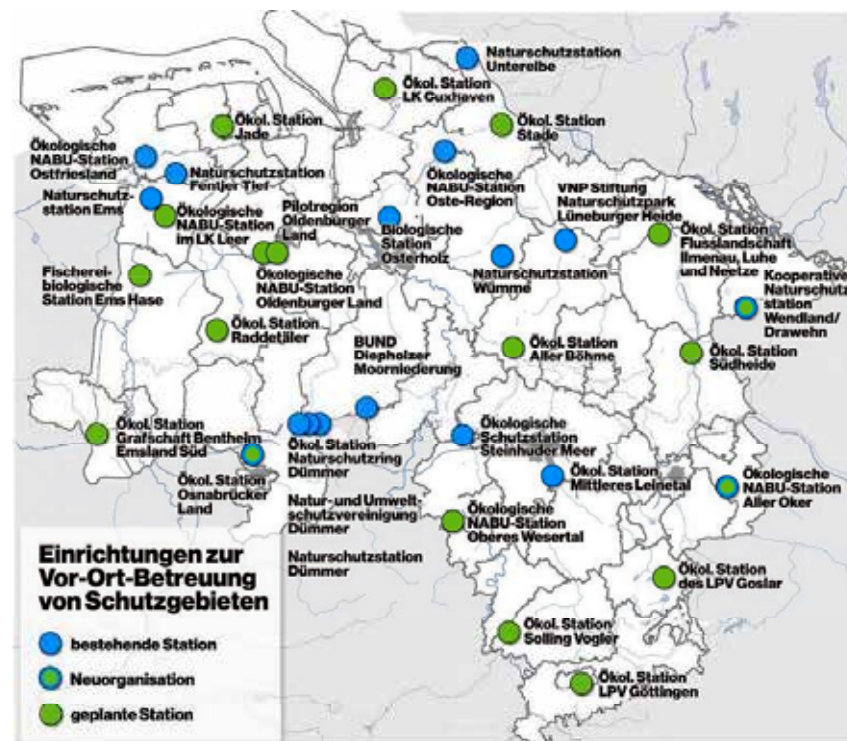 Naturschutzstation
Unterelbe
Ökol. Station
LK Cuxhaven
Ökol. Station
Jade
Ökol. Station
Stade
Ökologische
NABU-Station
Ostfriesland
Naturschutzstation
Fentjer Tief
Naturschutz-
station Ems
Ökologische
NABU-Station
im LK Leer
Pilotregion
Oldenburger
Land
Ökologische
NABU-Station
Oste-Region
Biologische
Station
Osterholz
VNP Stiftung
Naturschutzpark
Lüneburger Heide
Ökol. Station
Flusslandschaft
Ilmenau, Luhe
und Neetze
Naturschutzstation
Wümme
Kooperative
Naturschutz
station
Wendland/
Drawehn
Fischerei-
biologische
Station Ems Hase
Ökologische
NABU-Station
Oldenburger Land
Ökol. Station
Raddetäler
BUND
Diepholzer
Moorniederung
Ökol. Station
Aller Böhme
Ökol. Station
Südheide
Ökol. Station
Grafschaft Bentheim
Emsland Süd
Ökol. Station
Osnabrücker
Land
Ökol. Station
Naturschutzring
Dümmer
Natur- und Umwelt-
schutzvereinigung
Dümmer
Naturschutzstation
Dümmer
Ökologische
Schutzstation
Steinhuder Meer
Ökol. Station
Mittleres Leinetal
Ökologische
NABU-Station
Aller Oker
Ökologische
NABU-Station
Oberes Wesertal
Ökol. Station
des LPV Goslar
Ökol. Station
Solling Vogler
Ökol. Station
LPV Göttingen
Einrichtungen zur
Vor-Ort-Betreuung
von Schutzgebieten
bestehende Station
Neuorganisation
geplante Station